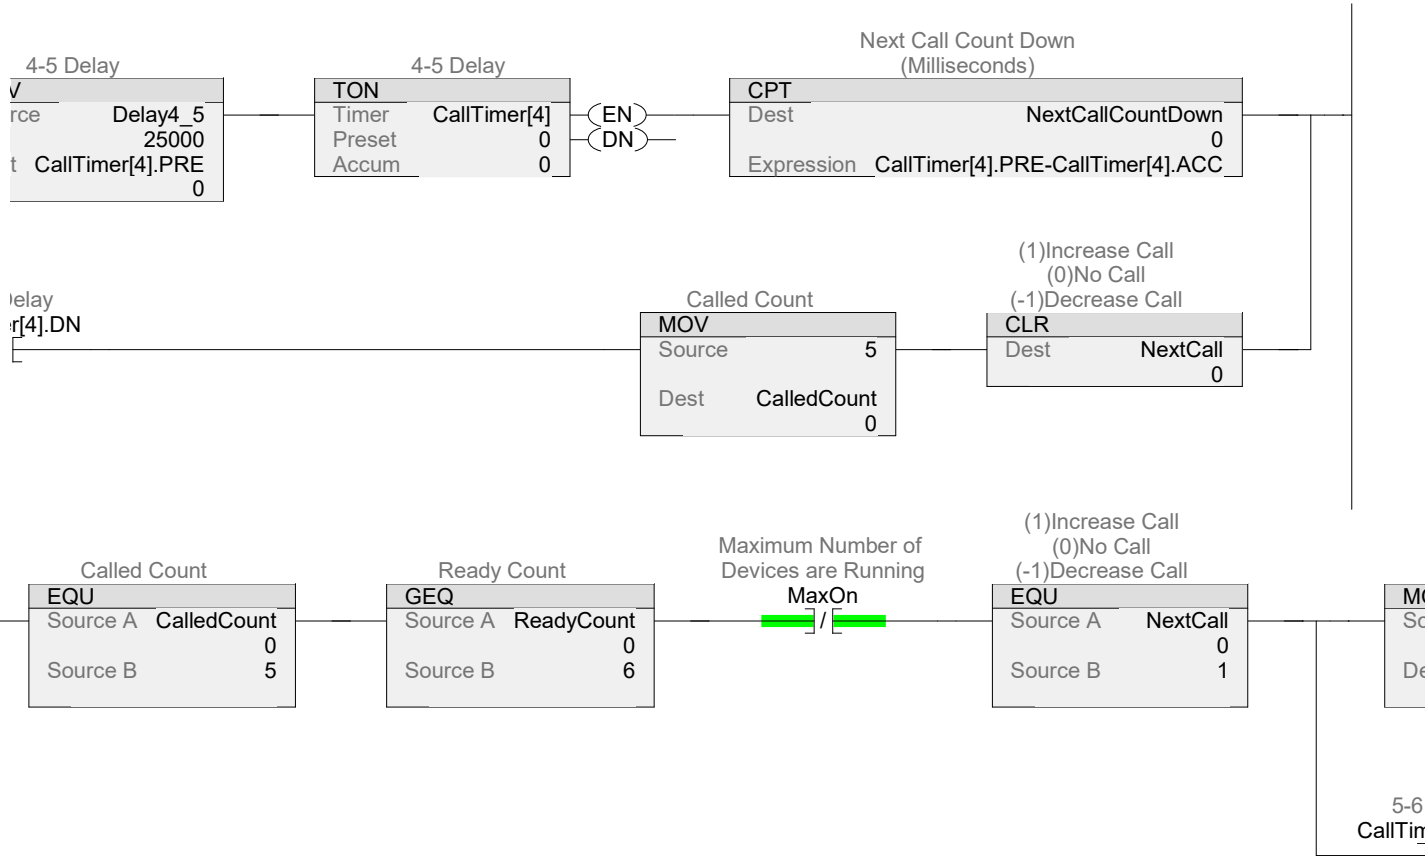 4-5 Delay
Delay4_5
25000
CallTimer[4].PRE
0
4-5 Delay
TON
Timer CallTimer[4]
Preset 0
Accum 0
EN
DN
Next Call Count Down
(Milliseconds)
CPT
Dest NextCallCountDown
0
Expression CallTimer[4].PRE-CallTimer[4].ACC
r[4].DN
Called Count
MOV
Source 5
Dest CalledCount
0
(1)Increase Call
(0)No Call
(-1)Decrease Call
CLR
Dest NextCall
0
Called Count
EQU
Source A CalledCount
0
Source B 5
Ready Count
GEQ
Source A ReadyCount
0
Source B 6
Maximum Number of
Devices are Running
MaxOn
/
(1)Increase Call
(0)No Call
(-1)Decrease Call
EQU
Source A NextCall
0
Source B 1
5-6